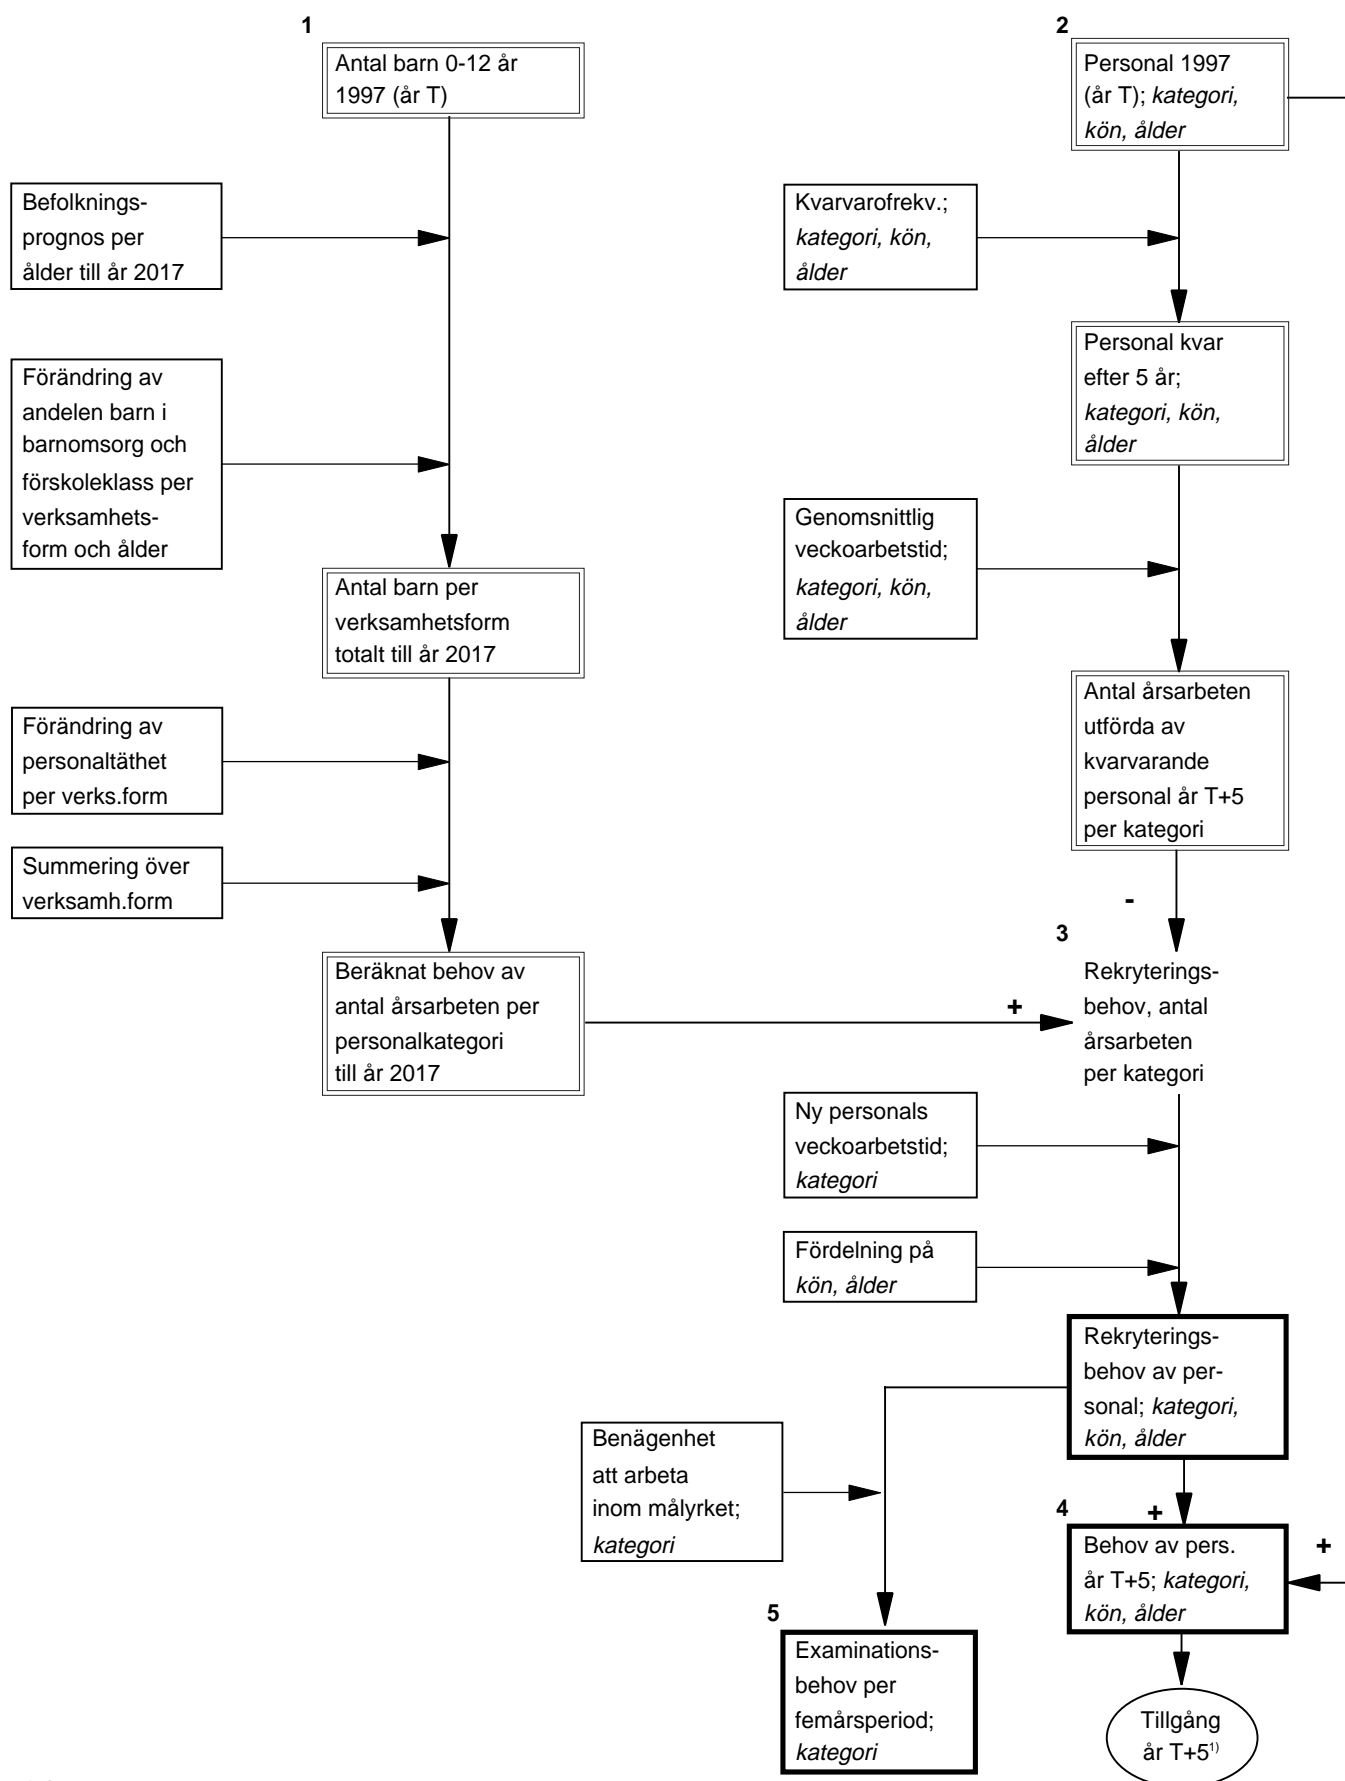 1
Antal barn 0-12 år
1997 (år T)
Befolknings-
prognos per
ålder till år 2017
Förändring av
andelen barn i
barnomsorg och
förskoleklass per
verksamhets-
form och ålder
Antal barn per
verksamhetsform
totalt till år 2017
Förändring av
personaltäthet
per verks.form
Summering över
verksamh.form
Beräknat behov av
antal årsarbeten per
personalkategori
till år 2017
+
2
Personal 1997
(år T); kategori,
kön, ålder
Kvarvarofrekv.;
kategori, kön,
ålder
Personal kvar
efter 5 år;
kategori, kön,
ålder
Genomsnittlig
veckoarbetstid;
kategori, kön,
ålder
Antal årsarbeten
utförda av
kvarvarande
personal år T+5
per kategori
-
3
Rekryterings-
behov, antal
årsarbeten
per kategori
Ny personals
veckoarbetstid;
kategori
Fördelning på
kön, ålder
Rekryterings-
behov av per-
sonal; kategori,
kön, ålder
Benägenhet
att arbeta
inom målyrket;
kategori
4
+
+
Behov av pers.
år T+5; kategori,
kön, ålder
5
Examinations-
behov per
femårsperiod;
kategori
Tillgång
år T+5¹⁾